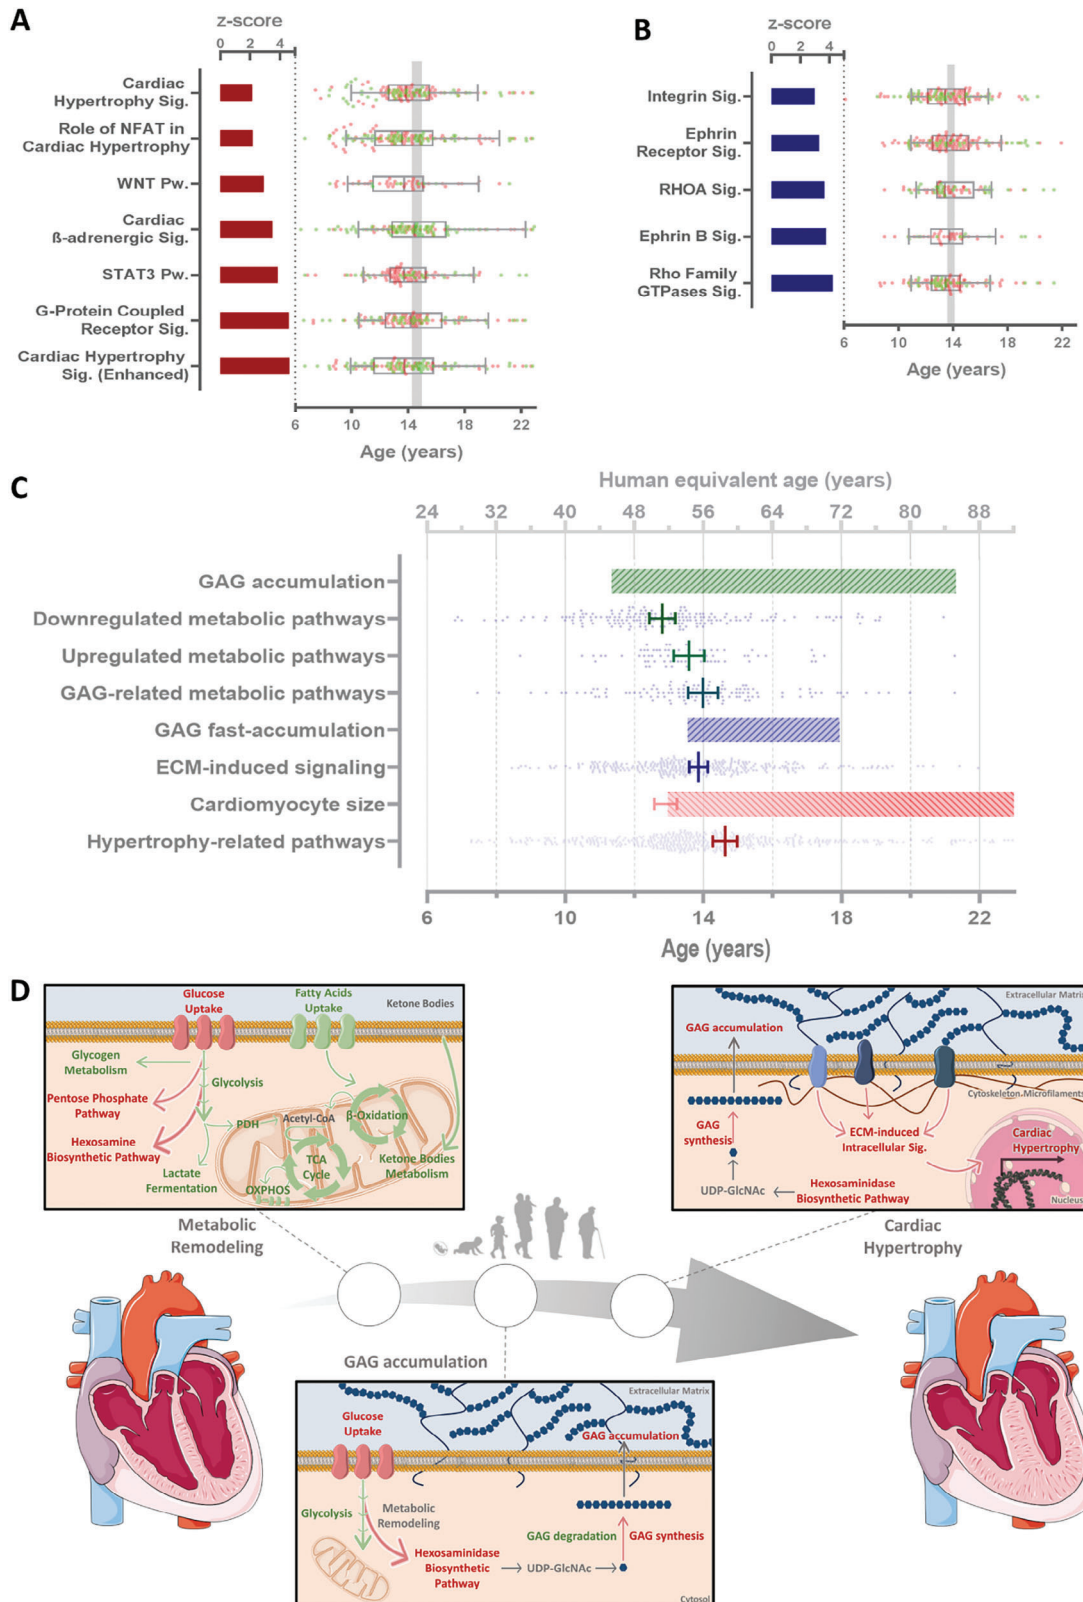 A
z-score
0 2 4
Cardiac
Hypertrophy Sig.
Role of NFAT in
Cardiac Hypertrophy
WNT Pw.
Cardiac
ß-adrenergic Sig.
STAT3 Pw.
G-Protein Coupled
Receptor Sig.
Cardiac Hypertrophy
Sig. (Enhanced)
6 10 14 18 22
Age (years)
B
z-score
0 2 4 6
Integrin Sig.
Ephrin
Receptor Sig.
RHOA Sig.
Ephrin B Sig.
Rho Family
GTPases Sig.
6 10 14 18 22
Age (years)
C
Human equivalent age (years)
24 32 40 48 56 64 72 80 88
GAG accumulation
Downregulated metabolic pathways
Upregulated metabolic pathways
GAG-related metabolic pathways
GAG fast-accumulation
ECM-induced signaling
Cardiomyocyte size
Hypertrophy-related pathways
6 10 14 18 22
Age (years)
D
Glucose
Uptake
Fatty Acids
Uptake
Ketone Bodies
Glycogen
Metabolism
Glycolysis
Pentose Phosphate
Pathway
PDH
Acetyl-CoA
β-Oxidation
Hexosamine
Biosynthetic Pathway
TCA
Cycle
Ketone Bodies
Metabolism
Lactate
Fermentation
OXPHOS
Metabolic
Remodeling
Extracellular Matrix
GAG accumulation
Cytoskeleton Microfilaments
GAG
synthesis
ECM-induced
Intracellular Sig.
Cardiac
Hypertrophy
UDP-GlcNAc
Hexosaminidase
Biosynthetic Pathway
Nucleus
Cardiac
Hypertrophy
GAG accumulation
Extracellular Matrix
Glucose
Uptake
GAG accumulation
Glycolysis
Metabolic
Remodeling
GAG degradation
GAG synthesis
Hexosaminidase
Biosynthetic
Pathway
UDP-GlcNAc
Cytosol